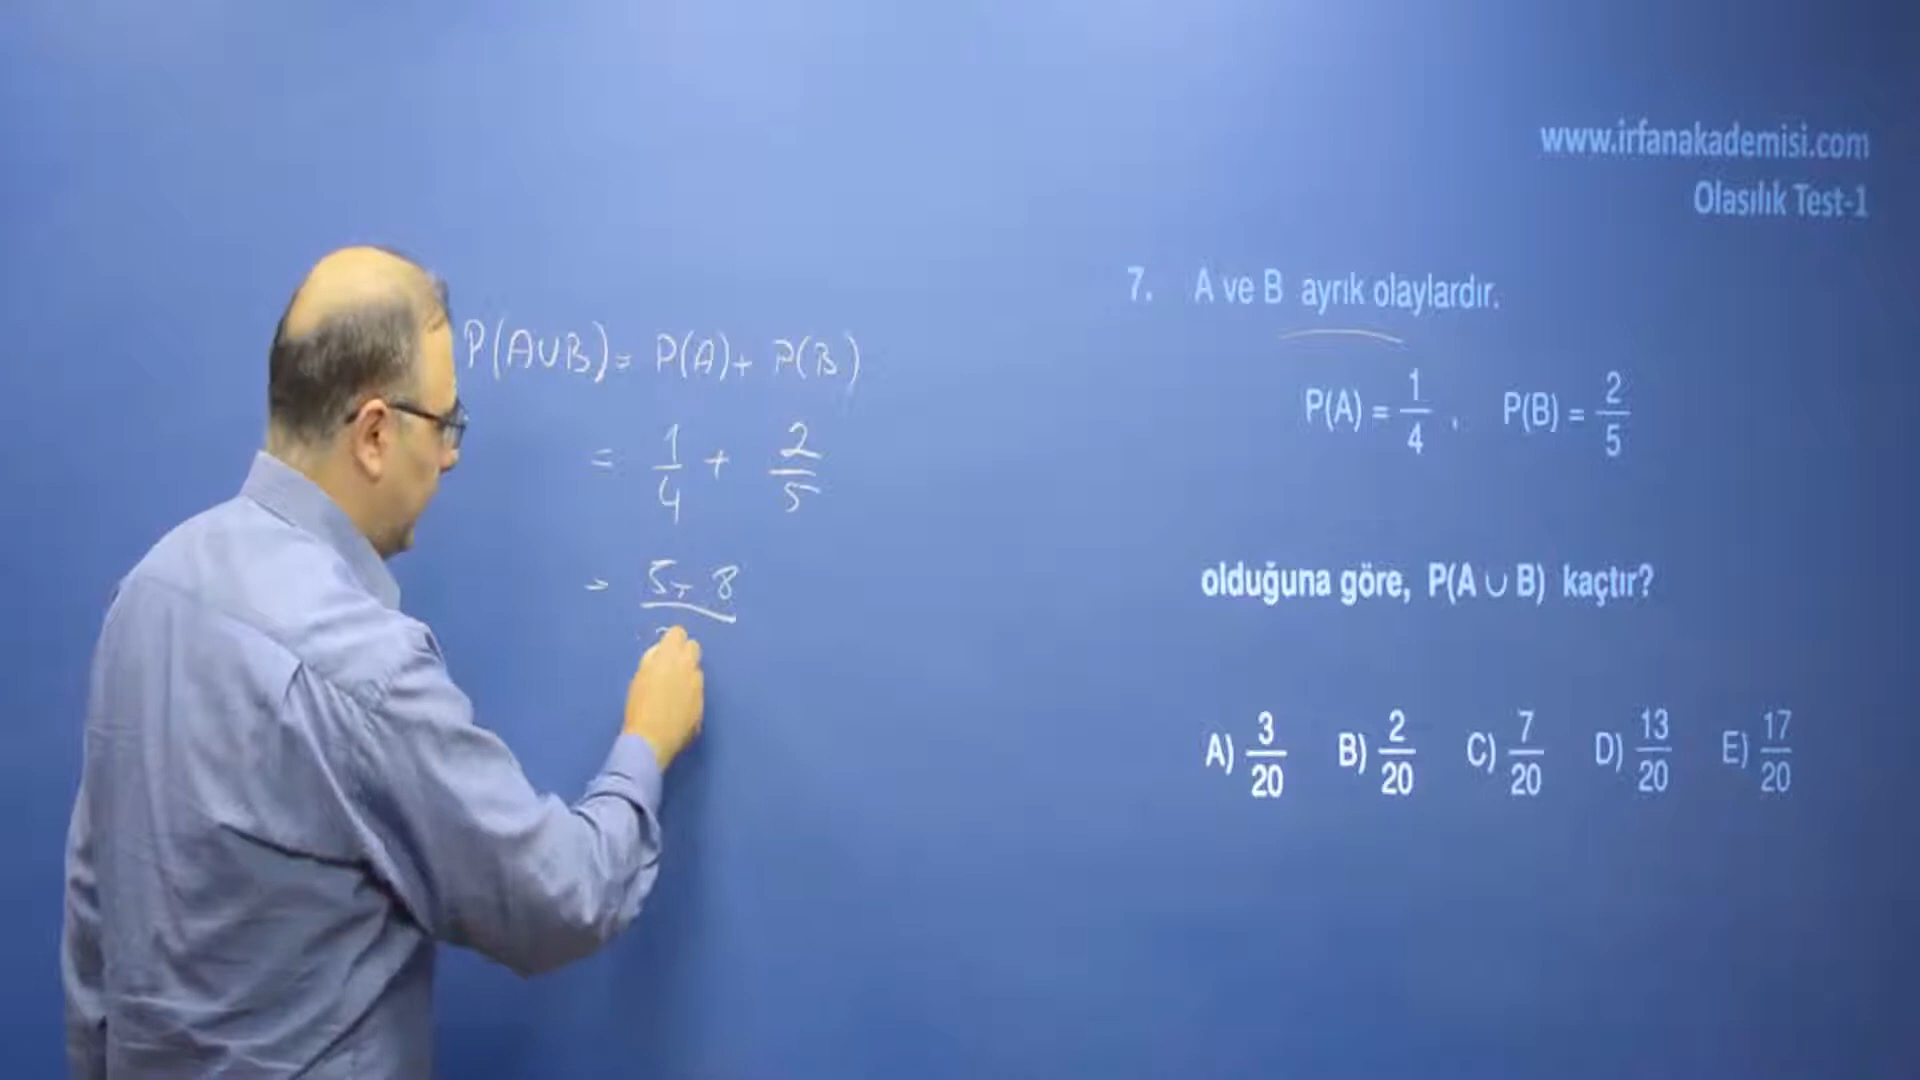 www.irfanakademisi.com
Olasılık Test-1
7. A ve B ayrık olaylardır.
P(A) = 1/4 , P(B) = 2/5
olduğuna göre, P(A ∪ B) kaçtır?
A) 3/20 B) 2/20 C) 7/20 D) 13/20 E) 17/20
P(A∪B) = P(A) + P(B)
= 1/4 + 2/5
= 5 + 8